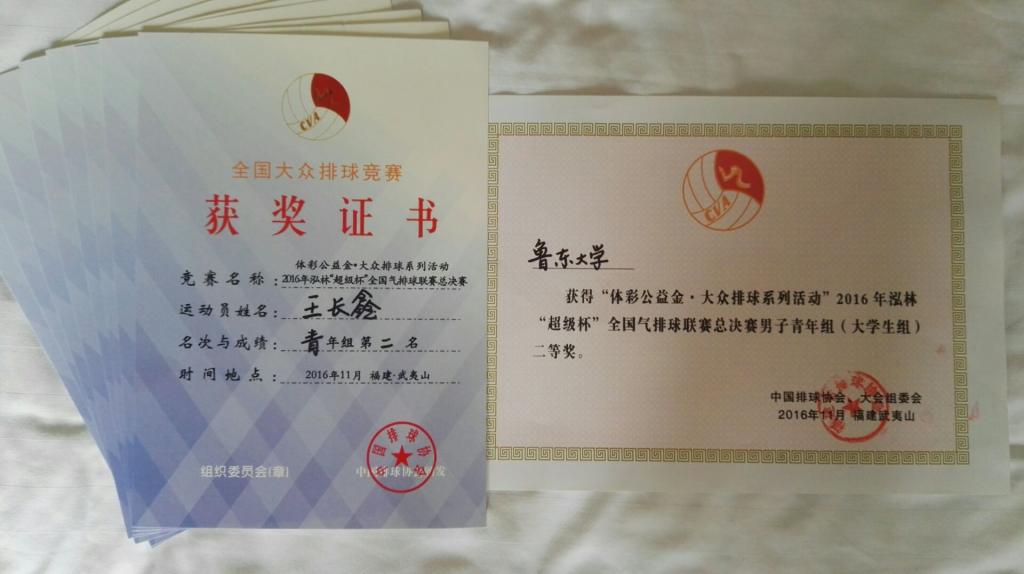 CVA
全国大众排球竞赛
获奖证书
体彩公益金·大众排球系列活动
竞赛名称：2016年泓林“超级杯”全国气排球联赛总决赛
运动员姓名：王长鑫
名次与成绩：青年组第二名
时间地点：2016年11月 福建·武夷山
组织委员会(章)
中国排球协会
CVA
鲁东大学
获得“体彩公益金·大众排球系列活动”2016年泓林
“超级杯”全国气排球联赛总决赛男子青年组（大学生组）
二等奖。
中国排球协会、大会组委会
2016年11月 福建武夷山